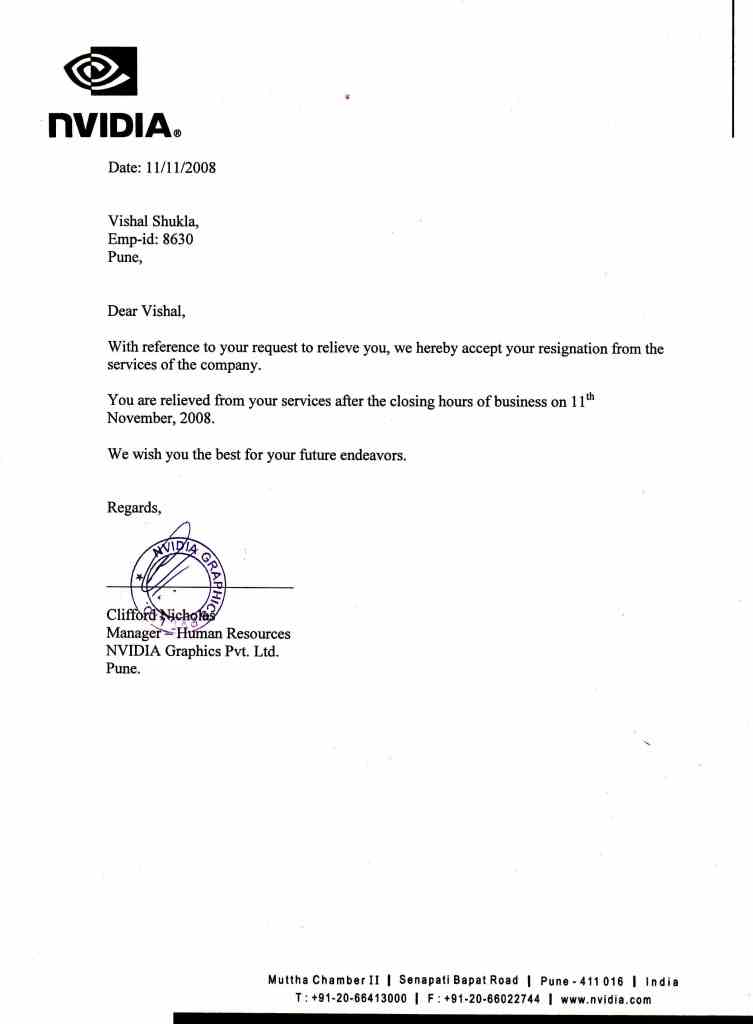 nVIDIA®
Date: 11/11/2008
Vishal Shukla,
Emp-id: 8630
Pune,
Dear Vishal,
With reference to your request to relieve you, we hereby accept your resignation from the
services of the company.
You are relieved from your services after the closing hours of business on 11th
November, 2008.
We wish you the best for your future endeavors.
Regards,
NVIDIA GRAPHICS
Clifford Nicholas
Manager – Human Resources
NVIDIA Graphics Pvt. Ltd.
Pune.
Muttha Chamber II | Senapati Bapat Road | Pune - 411 016 | India
T : +91-20-66413000 | F : +91-20-66022744 | www.nvidia.com